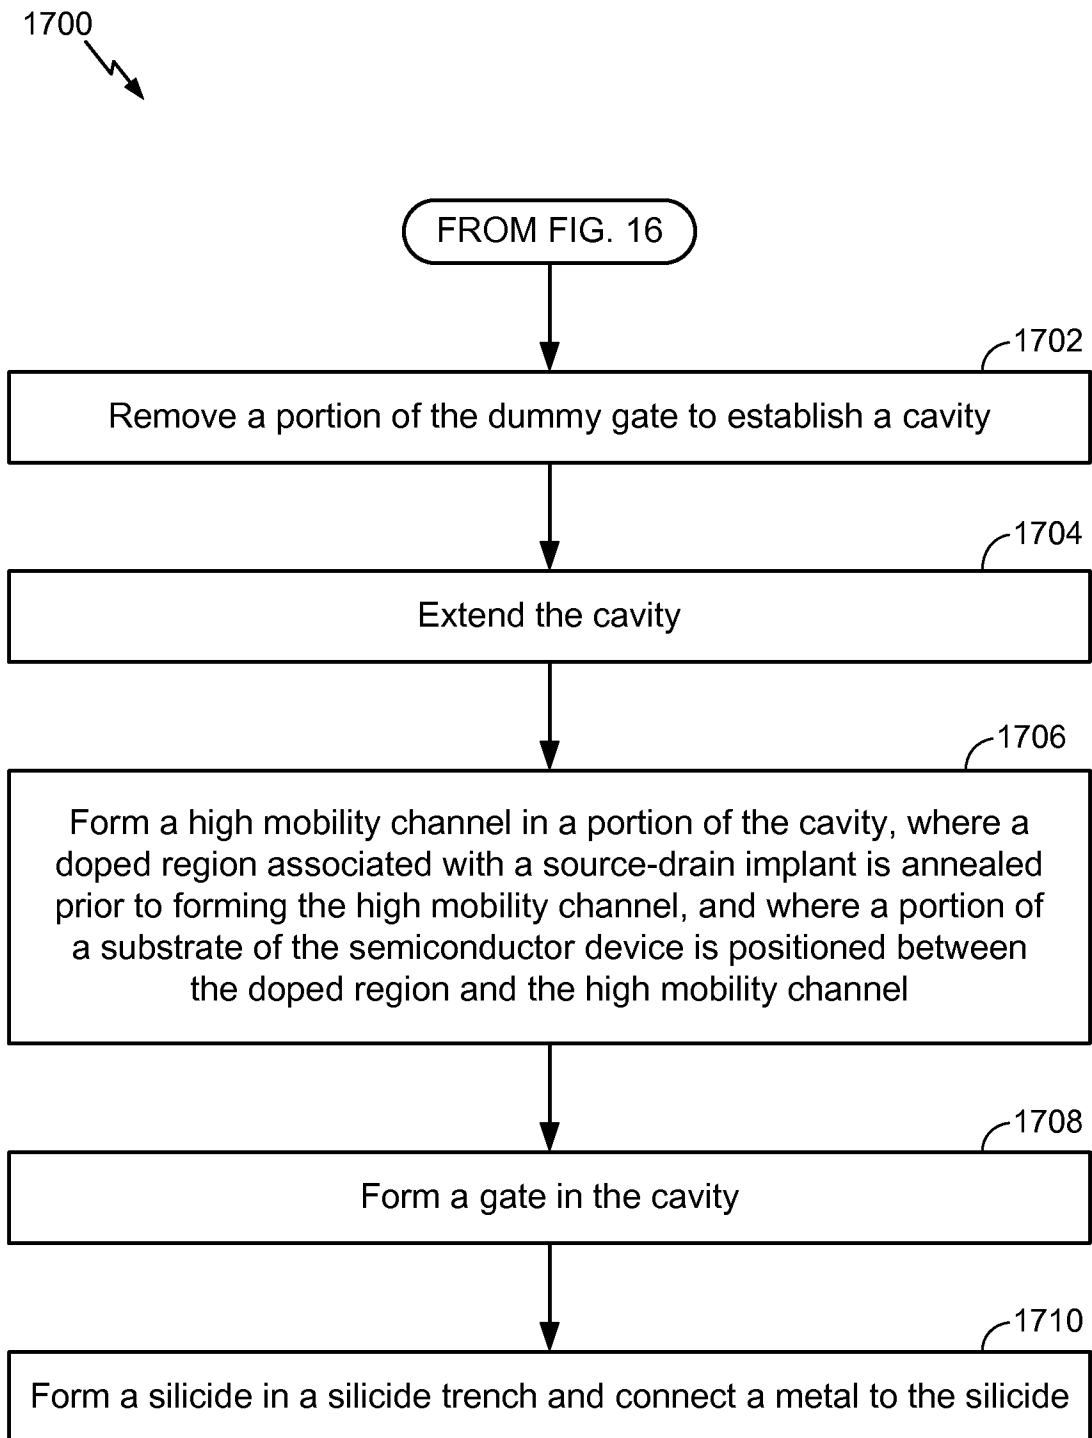 1700
FROM FIG. 16
1702
Remove a portion of the dummy gate to establish a cavity
1704
Extend the cavity
1706
Form a high mobility channel in a portion of the cavity, where a
doped region associated with a source-drain implant is annealed
prior to forming the high mobility channel, and where a portion of
a substrate of the semiconductor device is positioned between
the doped region and the high mobility channel
1708
Form a gate in the cavity
1710
Form a silicide in a silicide trench and connect a metal to the silicide